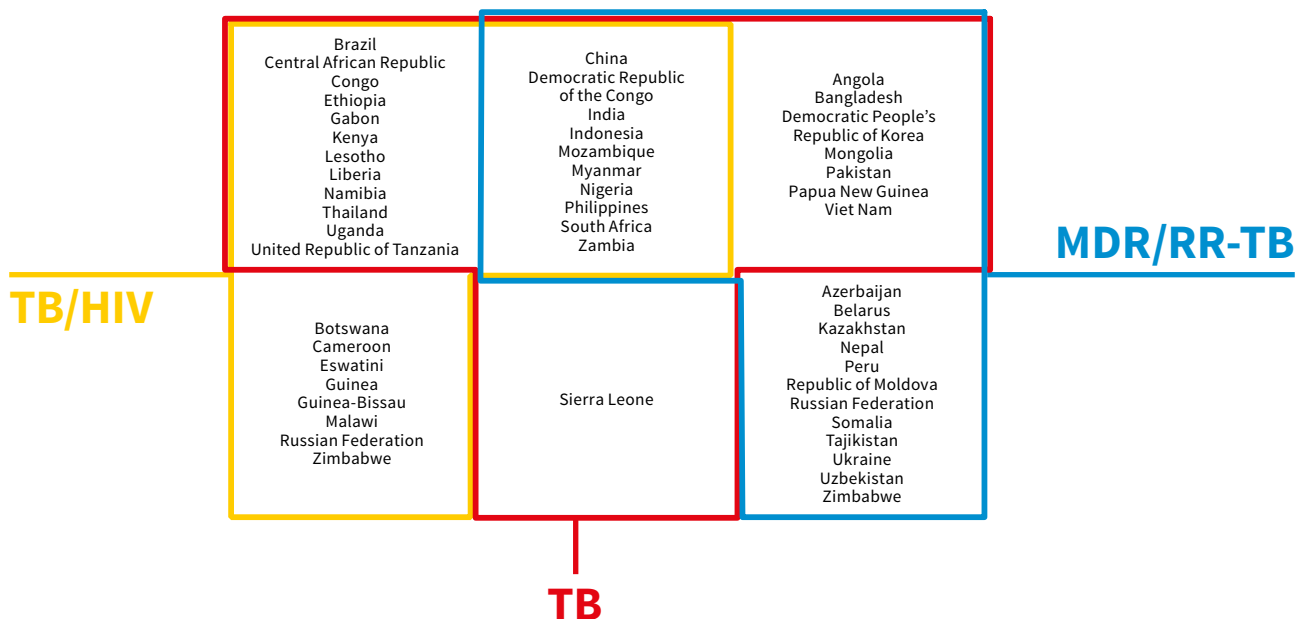 Brazil
Central African Republic
Congo
Ethiopia
Gabon
Kenya
Lesotho
Liberia
Namibia
Thailand
Uganda
United Republic of Tanzania
China
Democratic Republic
of the Congo
India
Indonesia
Mozambique
Myanmar
Nigeria
Philippines
South Africa
Zambia
Angola
Bangladesh
Democratic People’s
Republic of Korea
Mongolia
Pakistan
Papua New Guinea
Viet Nam
MDR/RR-TB
TB/HIV
Botswana
Cameroon
Eswatini
Guinea
Guinea-Bissau
Malawi
Russian Federation
Zimbabwe
Sierra Leone
Azerbaijan
Belarus
Kazakhstan
Nepal
Peru
Republic of Moldova
Russian Federation
Somalia
Tajikistan
Ukraine
Uzbekistan
Zimbabwe
TB